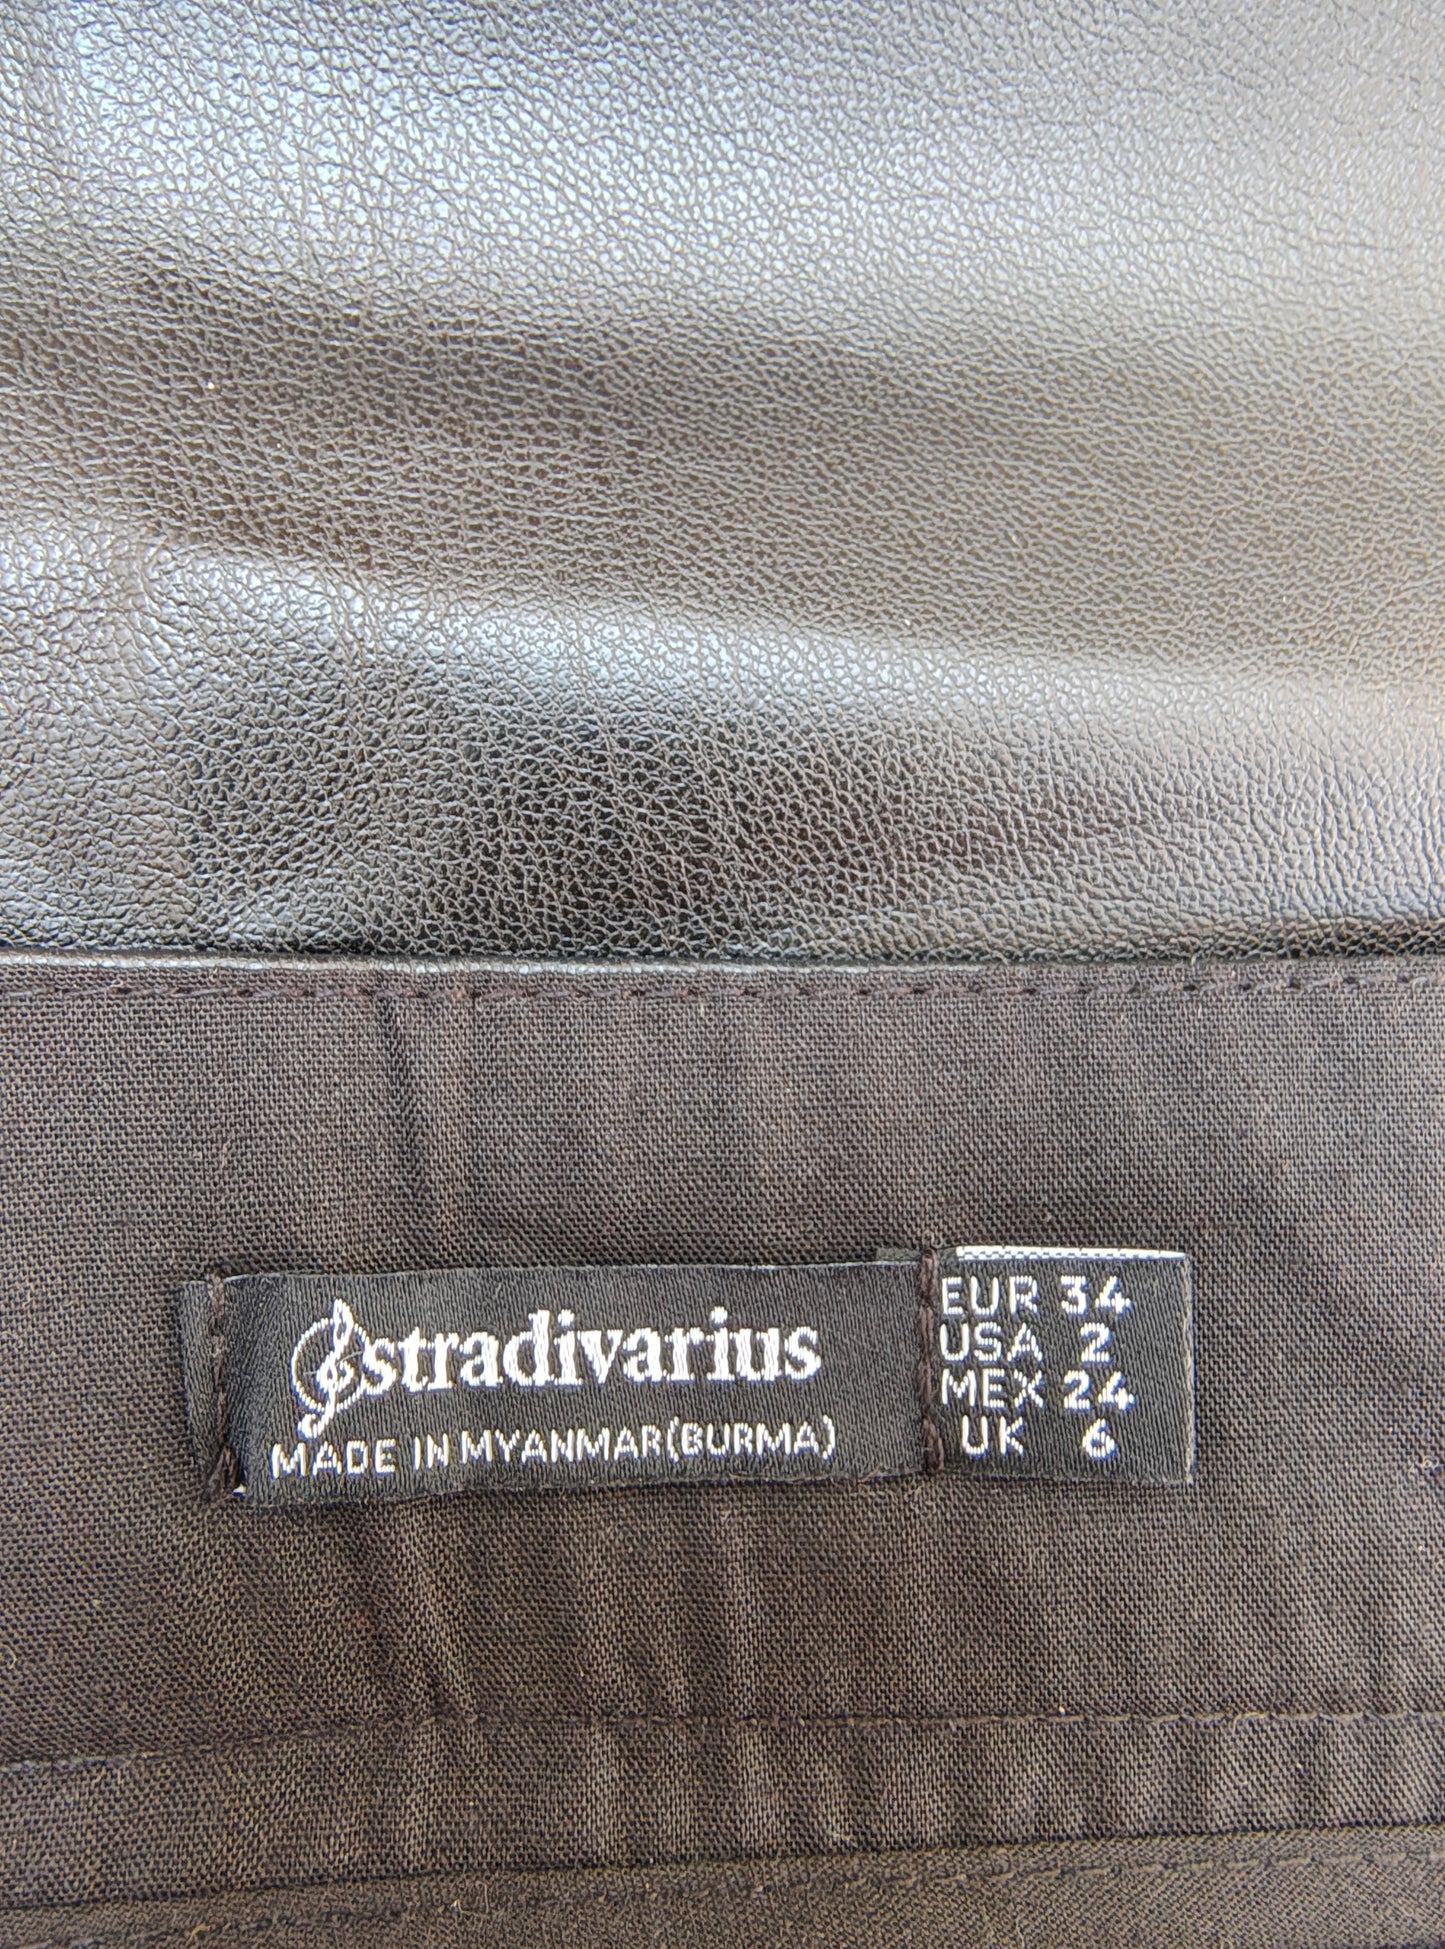 stradivarius
MADE IN MYANMAR(BURMA)
EUR 34
USA 2
MEX 24
UK 6